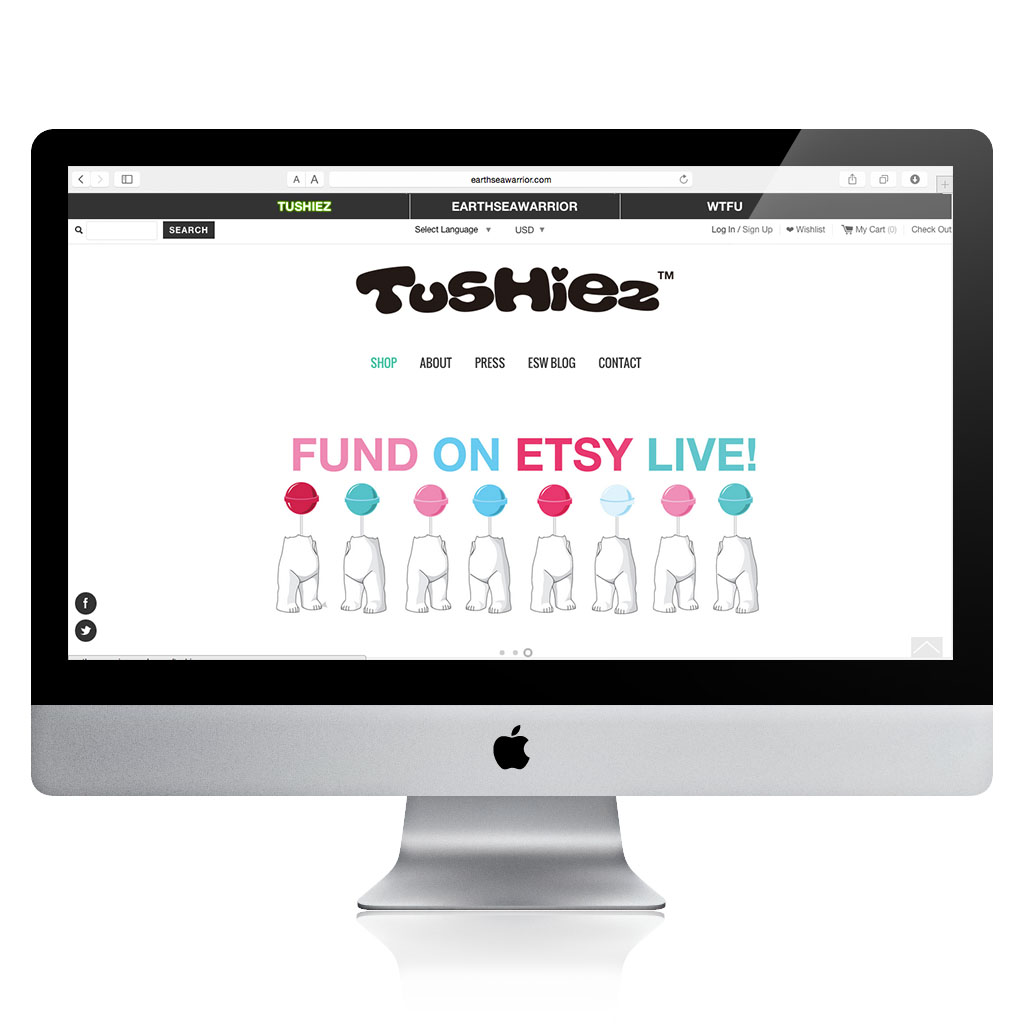 A A earthseawarrior.com
TUSHIEZ EARTHSEAWARRIOR WTFU
SEARCH Select Language ▼ USD ▼ Log In / Sign Up ❤ Wishlist My Cart (0) Check Out
TusHiez™
SHOP ABOUT PRESS ESW BLOG CONTACT
FUND ON ETSY LIVE!
f